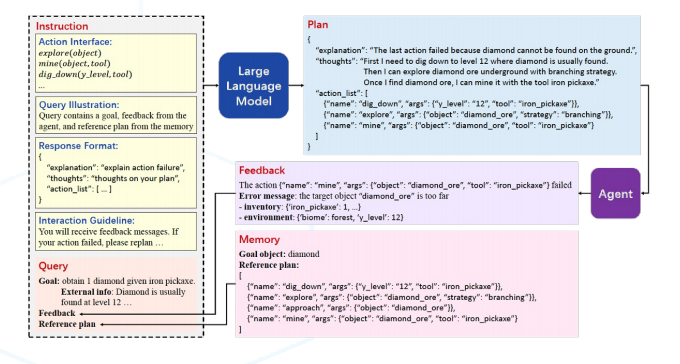 Instruction
Action Interface:
explore(object)
mine(object,tool)
dig_down(y_level,tool)
...
Query Illustration:
Query contains a goal, feedback from the
agent, and reference plan from the memory
Response Format:
{
"explanation": "explain action failure",
"thoughts": "thoughts on your plan",
"action_list": [ ... ]
}
Interaction Guideline:
You will receive feedback messages. If
your action failed, please replan ...
Query
Goal: obtain 1 diamond given iron pickaxe.
External info: Diamond is usually
found at level 12 ...
Feedback
Reference plan
Large
Language
Model
Plan
{
"explanation": "The last action failed because diamond cannot be found on the ground.",
"thoughts": "First I need to dig down to level 12 where diamond is usually found.
Then I can explore diamond underground with branching strategy.
Once I find diamond ore, I can mine it with the tool iron_pickaxe."
"action_list": [
{"name": "dig_down", "args": {"y_level": "12", "tool": "iron_pickaxe"}},
{"name": "explore", "args": {"object": "diamond_ore", "strategy": "branching"}},
{"name": "mine", "args": {"object": "diamond_ore", "tool": "iron_pickaxe"}}
]
}
Agent
Feedback
The action {"name": "mine", "args": {"object": "diamond_ore", "tool": "iron_pickaxe"} failed
Error message: the target object "diamond_ore" is too far
- inventory: {'iron_pickaxe': 1, ...}
- environment: {'biome': forest, 'y_level': 12}
Memory
Goal object: diamond
Reference plan:
[
{"name": "dig_down", "args": {"y_level": "12", "tool": "iron_pickaxe"}},
{"name": "explore", "args": {"object": "diamond_ore", "strategy": "branching"}},
{"name": "approach", "args": {"object": "diamond_ore"}},
{"name": "mine", "args": {"object": "diamond_ore", "tool": "iron_pickaxe"}
]